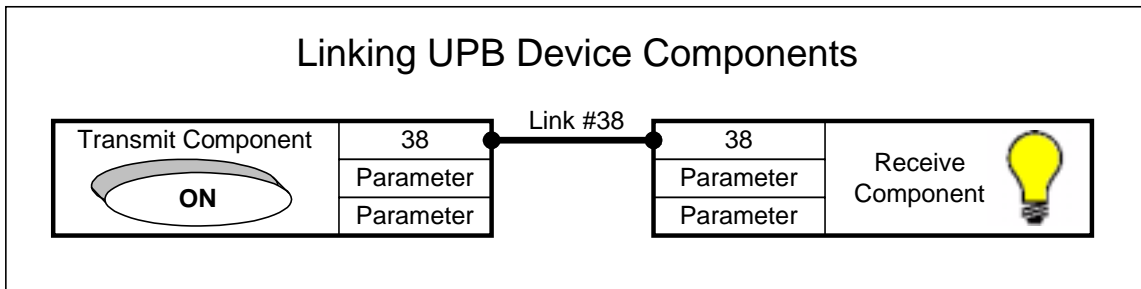 Linking UPB Device Components
Link #38
Transmit Component
ON
38
Parameter
Parameter
38
Parameter
Parameter
Receive
Component